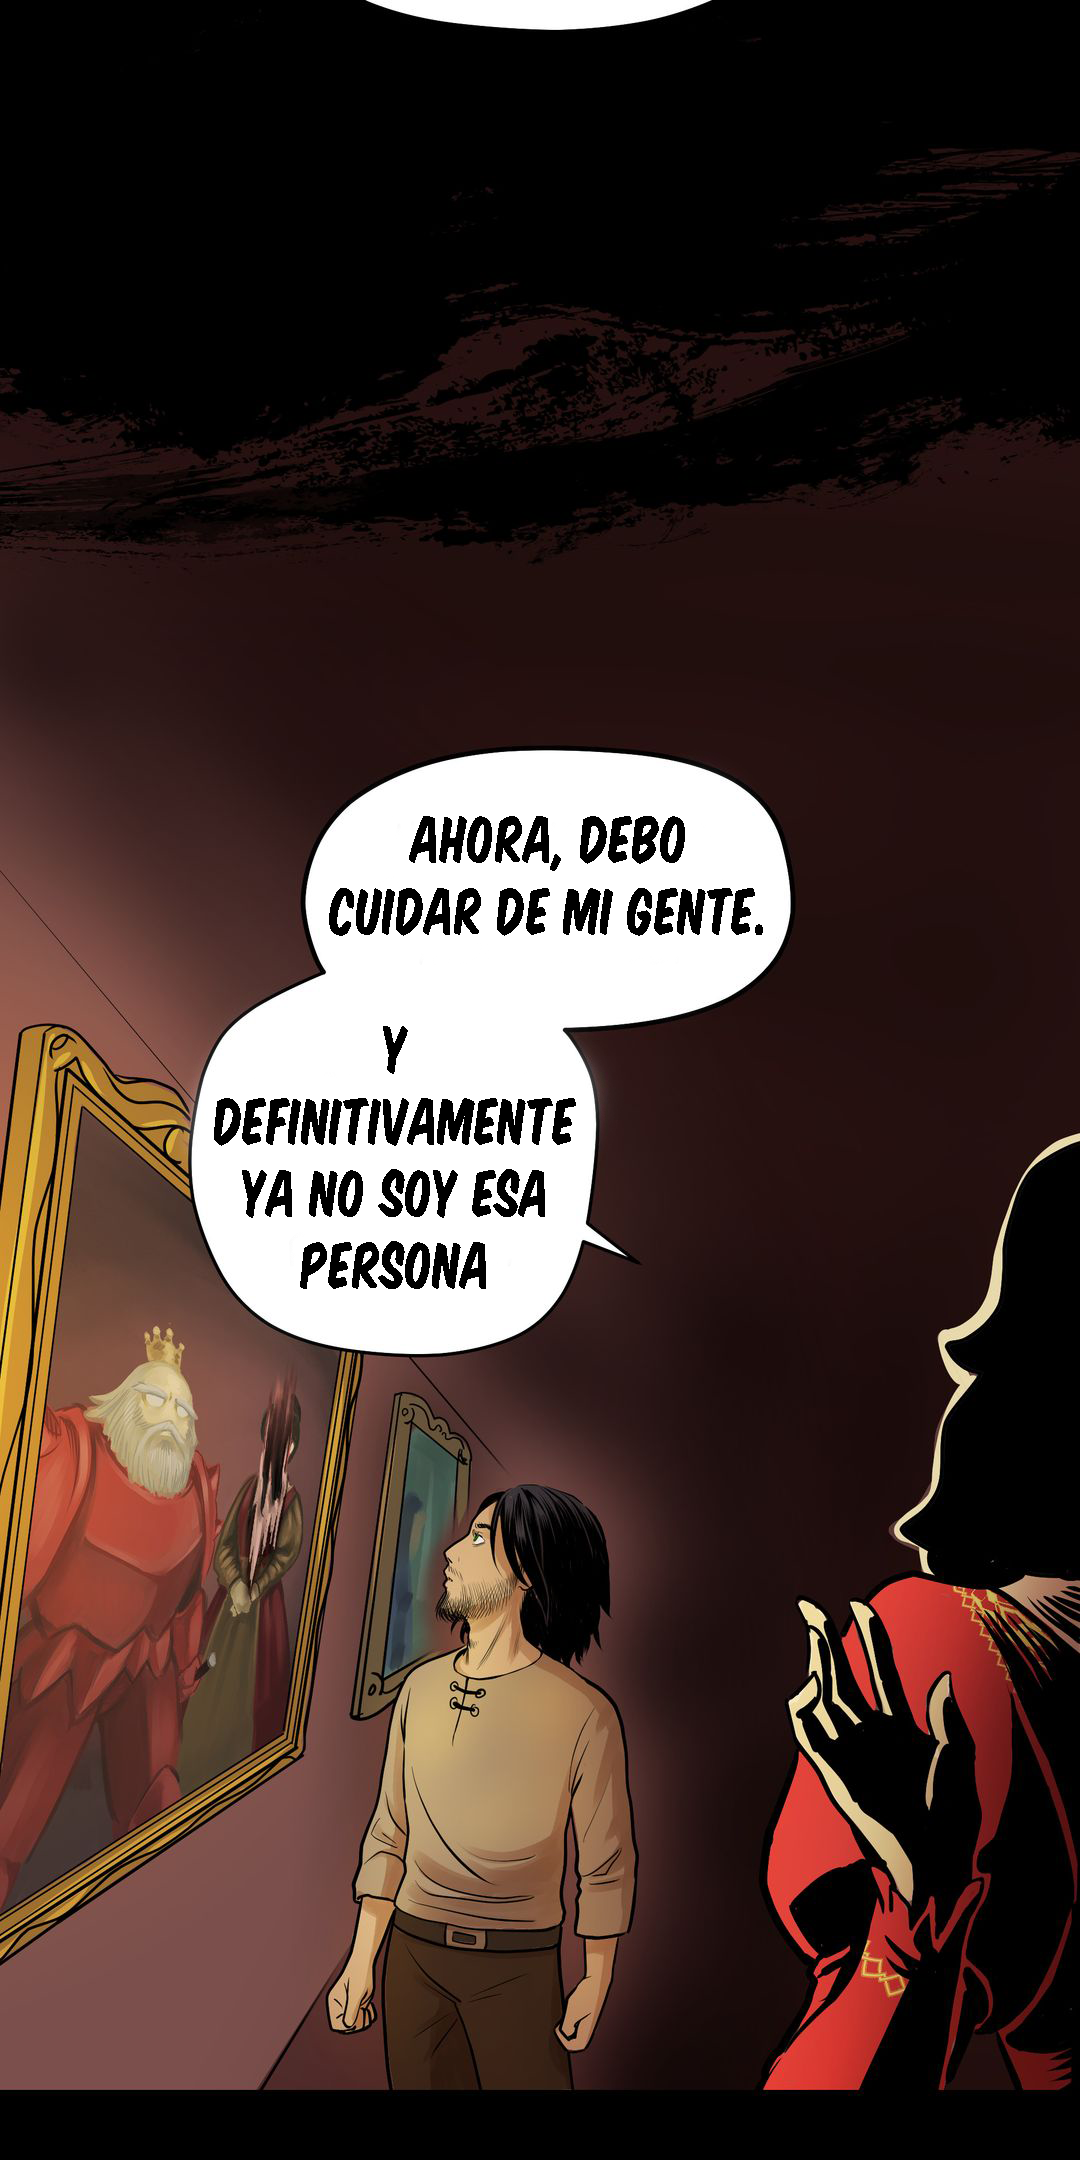 AHORA, DEBO
CUIDAR DE MI GENTE.
Y
DEFINITIVAMENTE
YA NO SOY ESA
PERSONA